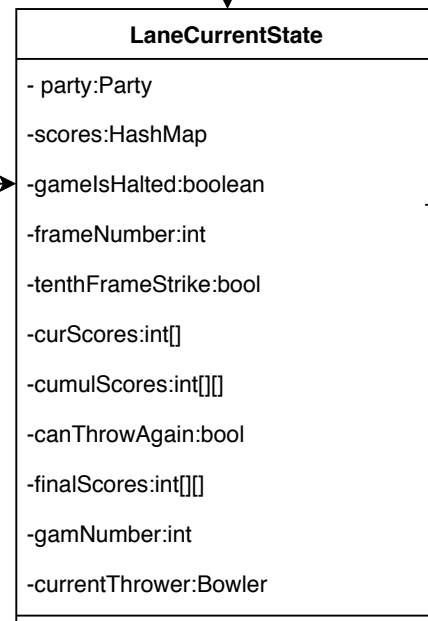 LaneCurrentState
- party:Party
-scores:HashMap
-gameIsHalted:boolean
-frameNumber:int
-tenthFrameStrike:bool
-curScores:int[]
-cumulScores:int[][]
-canThrowAgain:bool
-finalScores:int[][]
-gamNumber:int
-currentThrower:Bowler